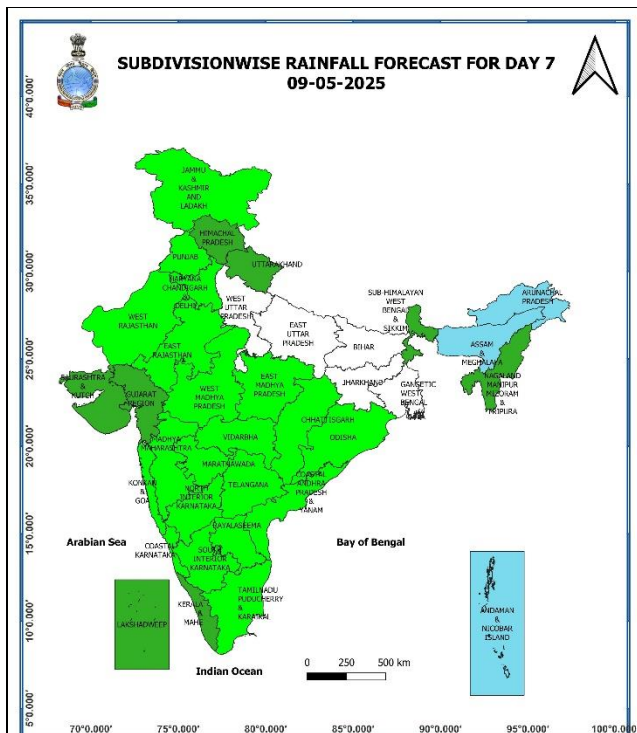 SUBDIVISIONWISE RAINFALL FORECAST FOR DAY 7
09-05-2025
JAMMU
&
KASHMIR
AND
LADAKH
HIMACHAL
PRADESH
PUNJAB
UTTARAKHAND
HARYANA
CHANDIGARH
&
DELHI
WEST
UTTAR
PRADESH
WEST
RAJASTHAN
EAST
UTTAR
PRADESH
SUB-HIMALAYAN
WEST
BENGAL
&
SIKKIM
ARUNACHAL
PRADESH
EAST
RAJASTHAN
BIHAR
ASSAM
&
MEGHALAYA
SAURASHTRA
&
KUTCH
GUJARAT
REGION
WEST
MADHYA
PRADESH
EAST
MADHYA
PRADESH
JHARKHAND
GANGETIC
WEST
BENGAL
NAGALAND
MANIPUR
MIZORAM
&
TRIPURA
CHHATTISGARH
ODISHA
MADHYA
MAHARASHTRA
VIDARBHA
MARATHWADA
KONKAN
&
GOA
NORTH
INTERIOR
KARNATAKA
TELANGANA
COASTAL
ANDHRA
PRADESH
&
YANAM
RAYALASEEMA
Arabian Sea
COASTAL
KARNATAKA
SOUTH
INTERIOR
KARNATAKA
Bay of Bengal
LAKSHADWEEP
KERALA
&
MAHE
TAMILNADU
PUDUCHERRY
&
KARAIKAL
ANDAMAN
&
NICOBAR
ISLAND
Indian Ocean
0 250 500 km
40°0.000'
35°0.000'
30°0.000'
25°0.000'
20°0.000'
15°0.000'
10°0.000'
5°0.000'
70°0.000' 75°0.000' 80°0.000' 85°0.000' 90°0.000' 95°0.000' 100°0.000'